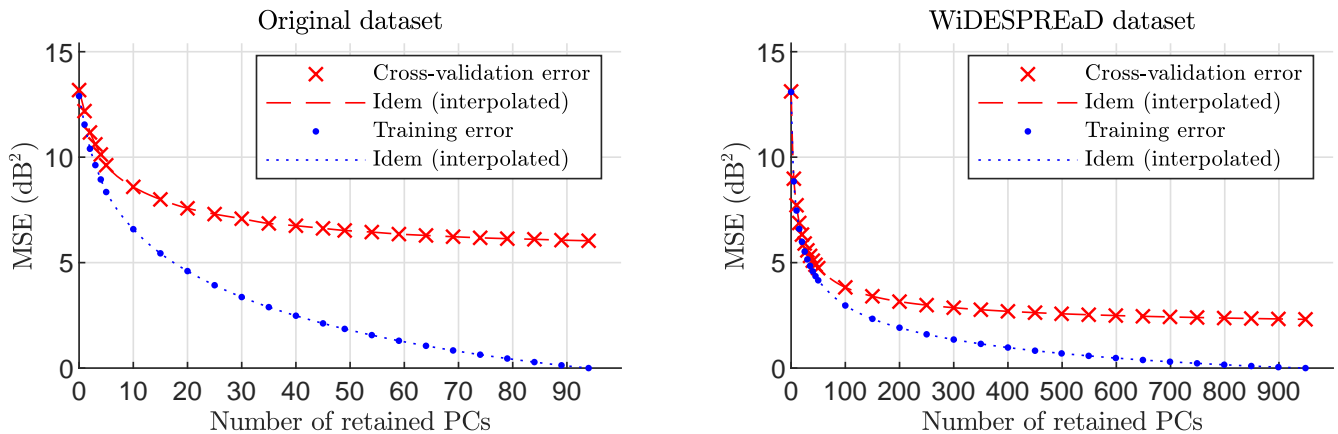 Original dataset
15
10
5
0
MSE (dB²)
Cross-validation error
Idem (interpolated)
Training error
Idem (interpolated)
0 10 20 30 40 50 60 70 80 90
Number of retained PCs
WiDESPREaD dataset
15
10
5
0
MSE (dB²)
Cross-validation error
Idem (interpolated)
Training error
Idem (interpolated)
0 100 200 300 400 500 600 700 800 900
Number of retained PCs